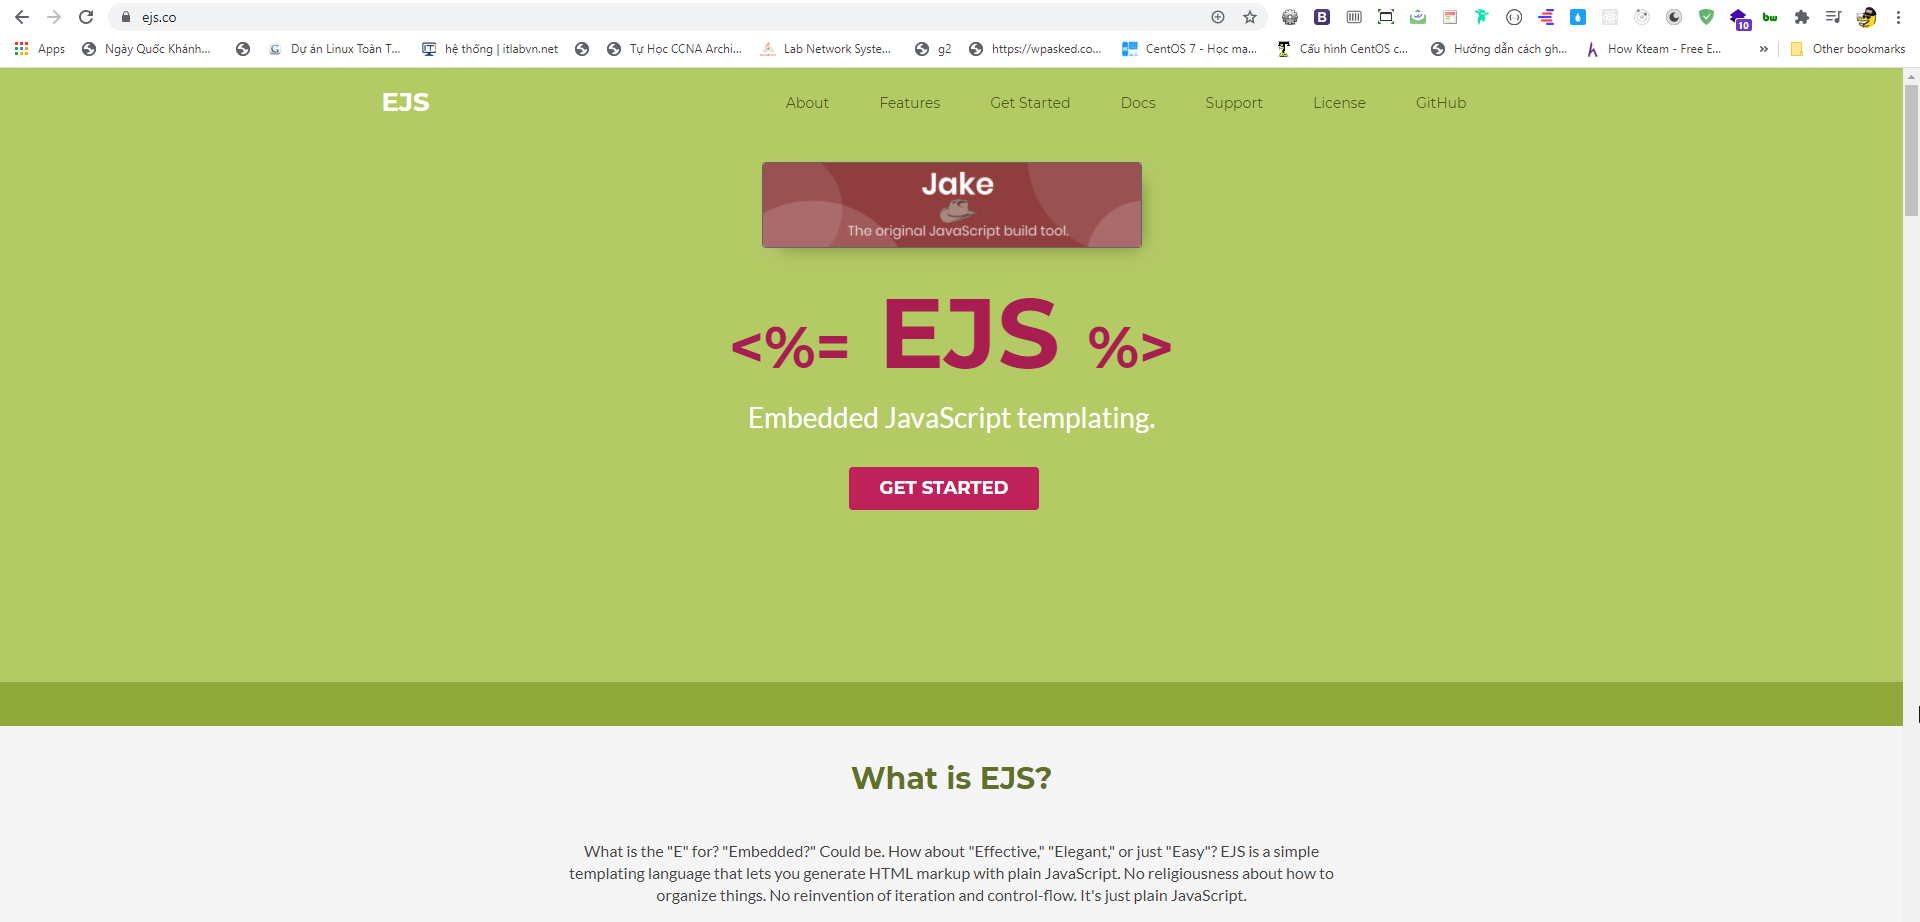 ejs.co
Apps Ngày Quốc Khánh... Dự án Linux Toàn T... hệ thống | itlabvn.net Tự Học CCNA Archi... Lab Network Syste... g2 https://wpasked.co... CentOS 7 - Học mạ... Cấu hình CentOS c... Hướng dẫn cách gh... How Kteam - Free E... » Other bookmarks
10
EJS About Features Get Started Docs Support License GitHub
Jake
The original JavaScript build tool.
<%= EJS %>
Embedded JavaScript templating.
GET STARTED
What is EJS?
What is the "E" for? "Embedded?" Could be. How about "Effective," "Elegant," or just "Easy"? EJS is a simple
templating language that lets you generate HTML markup with plain JavaScript. No religiousness about how to
organize things. No reinvention of iteration and control-flow. It's just plain JavaScript.